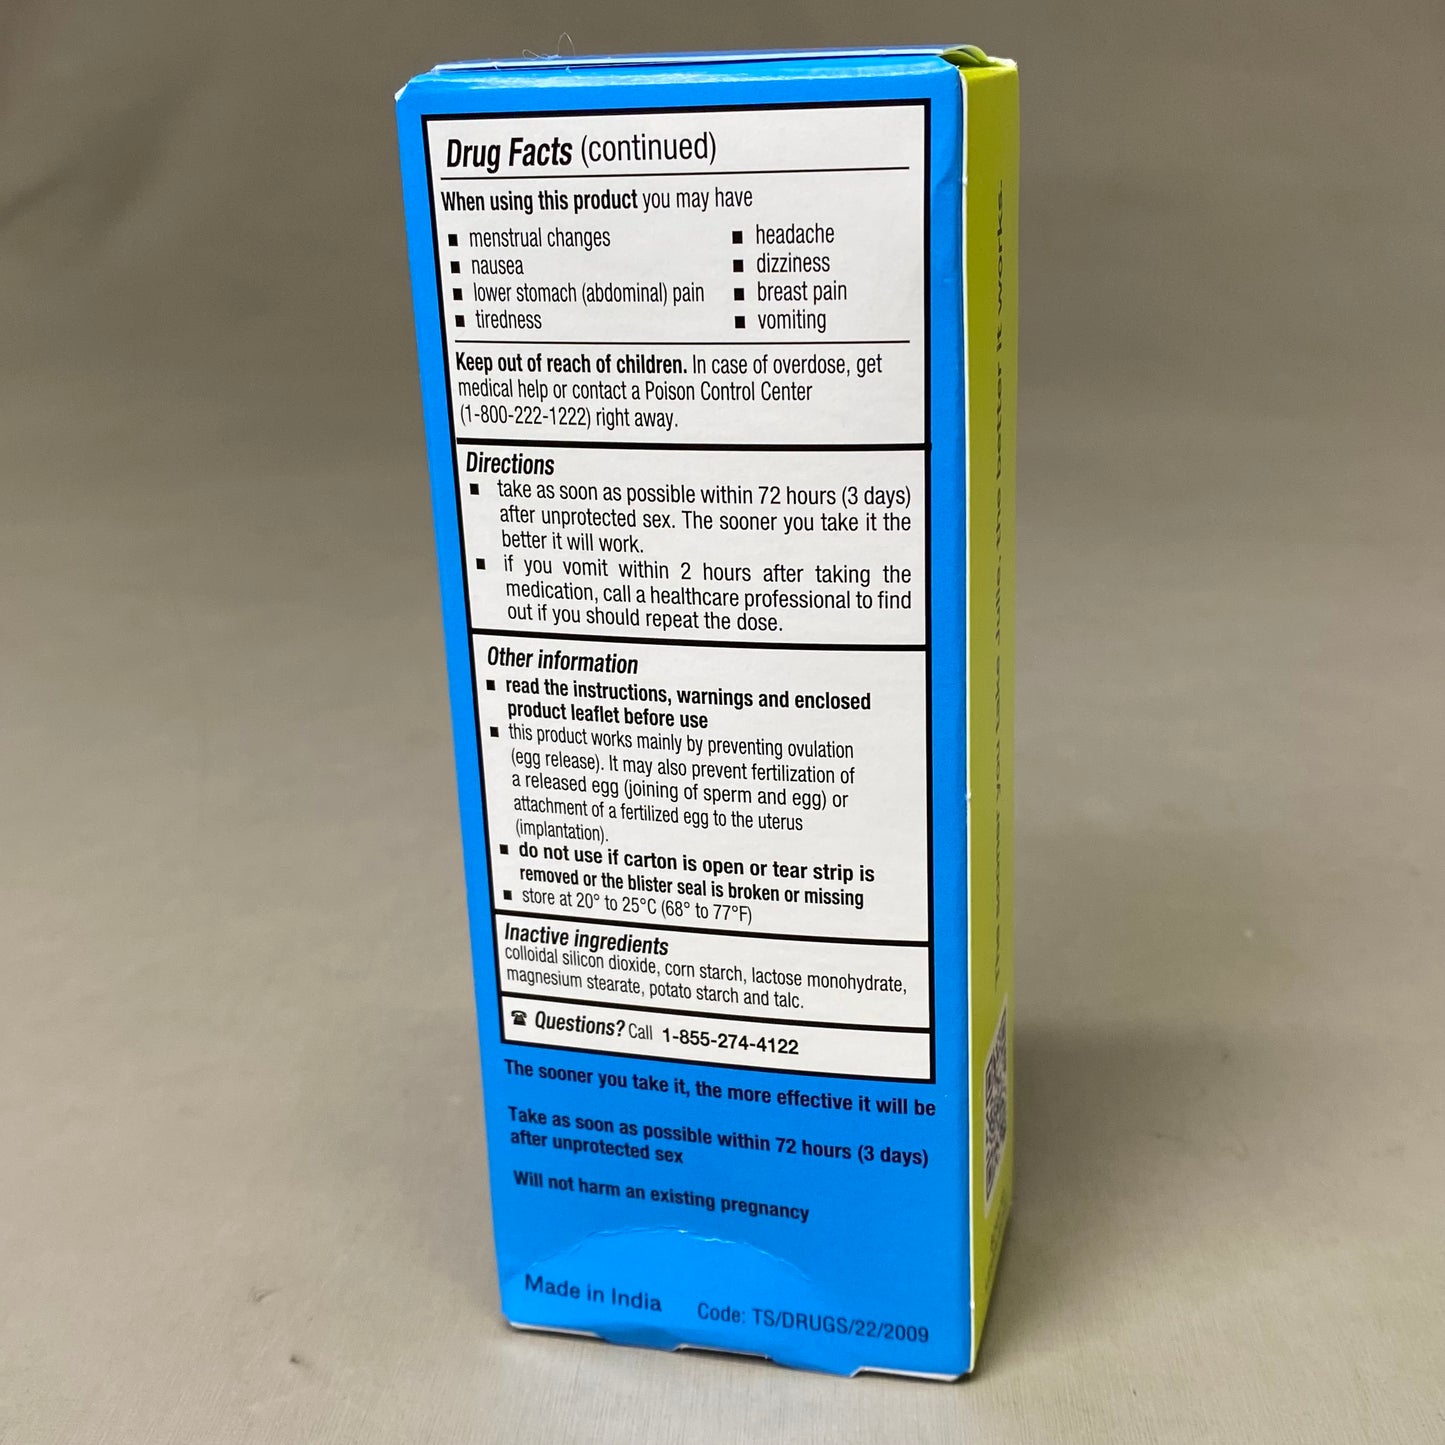 Drug Facts (continued)
When using this product you may have
■ menstrual changes
■ nausea
■ lower stomach (abdominal) pain
■ tiredness
■ headache
■ dizziness
■ breast pain
■ vomiting
Keep out of reach of children. In case of overdose, get
medical help or contact a Poison Control Center
(1-800-222-1222) right away.
Directions
■ take as soon as possible within 72 hours (3 days)
after unprotected sex. The sooner you take it the
better it will work.
■ if you vomit within 2 hours after taking the
medication, call a healthcare professional to find
out if you should repeat the dose.
Other information
■ read the instructions, warnings and enclosed
product leaflet before use
■ this product works mainly by preventing ovulation
(egg release). It may also prevent fertilization of
a released egg (joining of sperm and egg) or
attachment of a fertilized egg to the uterus
(implantation).
■ do not use if carton is open or tear strip is
removed or the blister seal is broken or missing
■ store at 20° to 25°C (68° to 77°F)
Inactive ingredients
colloidal silicon dioxide, corn starch, lactose monohydrate,
magnesium stearate, potato starch and talc.
☎ Questions? Call 1-855-274-4122
The sooner you take it, the more effective it will be
Take as soon as possible within 72 hours (3 days)
after unprotected sex
Will not harm an existing pregnancy
Made in India
Code: TS/DRUGS/22/2009
The sooner you take Julie, the better it works.